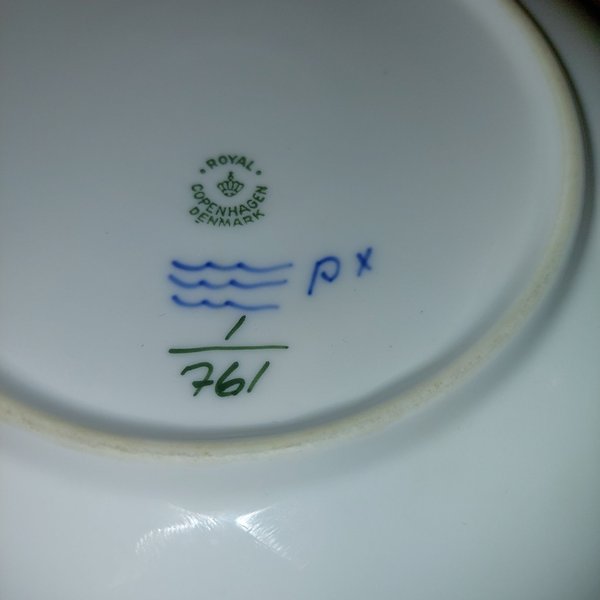 ROYAL
COPENHAGEN
DENMARK
px
1
761